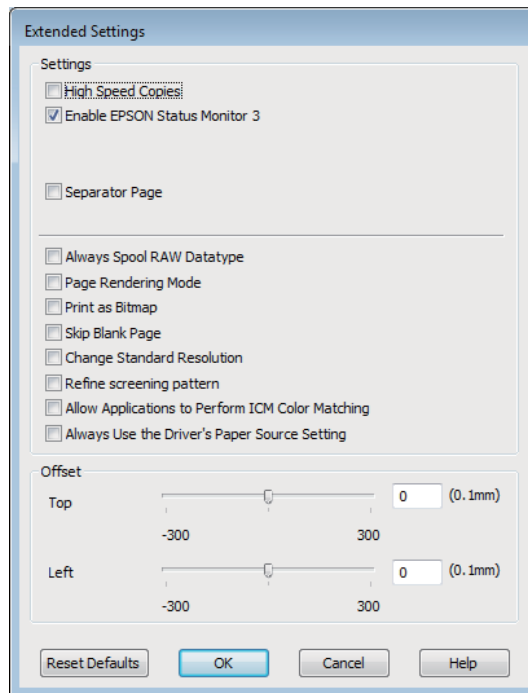 Extended Settings
Settings
High Speed Copies
Enable EPSON Status Monitor 3
Separator Page
Always Spool RAW Datatype
Page Rendering Mode
Print as Bitmap
Skip Blank Page
Change Standard Resolution
Refine screening pattern
Allow Applications to Perform ICM Color Matching
Always Use the Driver's Paper Source Setting
Offset
Top 0 (0.1mm)
-300 300
Left 0 (0.1mm)
-300 300
Reset Defaults OK Cancel Help